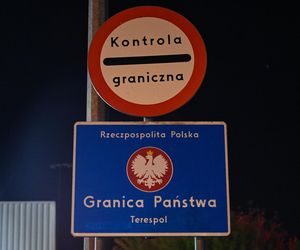 Kontrola
graniczna
Rzeczpospolita Polska
Granica Państwa
Terespol